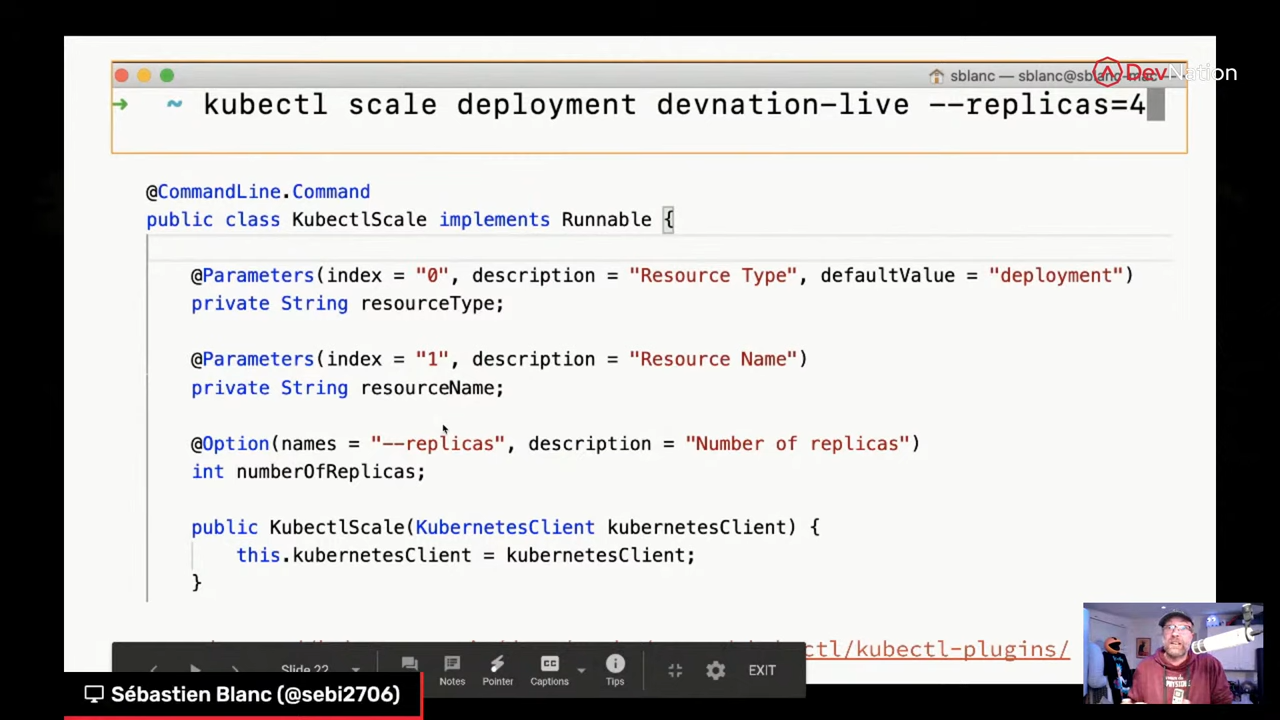 DevNation
sblanc — sblanc@sblanc-mac
→ ~ kubectl scale deployment devnation-live --replicas=4
@CommandLine.Command
public class KubectlScale implements Runnable {
@Parameters(index = "0", description = "Resource Type", defaultValue = "deployment")
private String resourceType;
@Parameters(index = "1", description = "Resource Name")
private String resourceName;
@Option(names = "--replicas", description = "Number of replicas")
int numberOfReplicas;
public KubectlScale(KubernetesClient kubernetesClient) {
this.kubernetesClient = kubernetesClient;
}
ctl/kubectl-plugins/
Slide 22
Notes
Pointer
Captions
Tips
EXIT
Sébastien Blanc (@sebi2706)